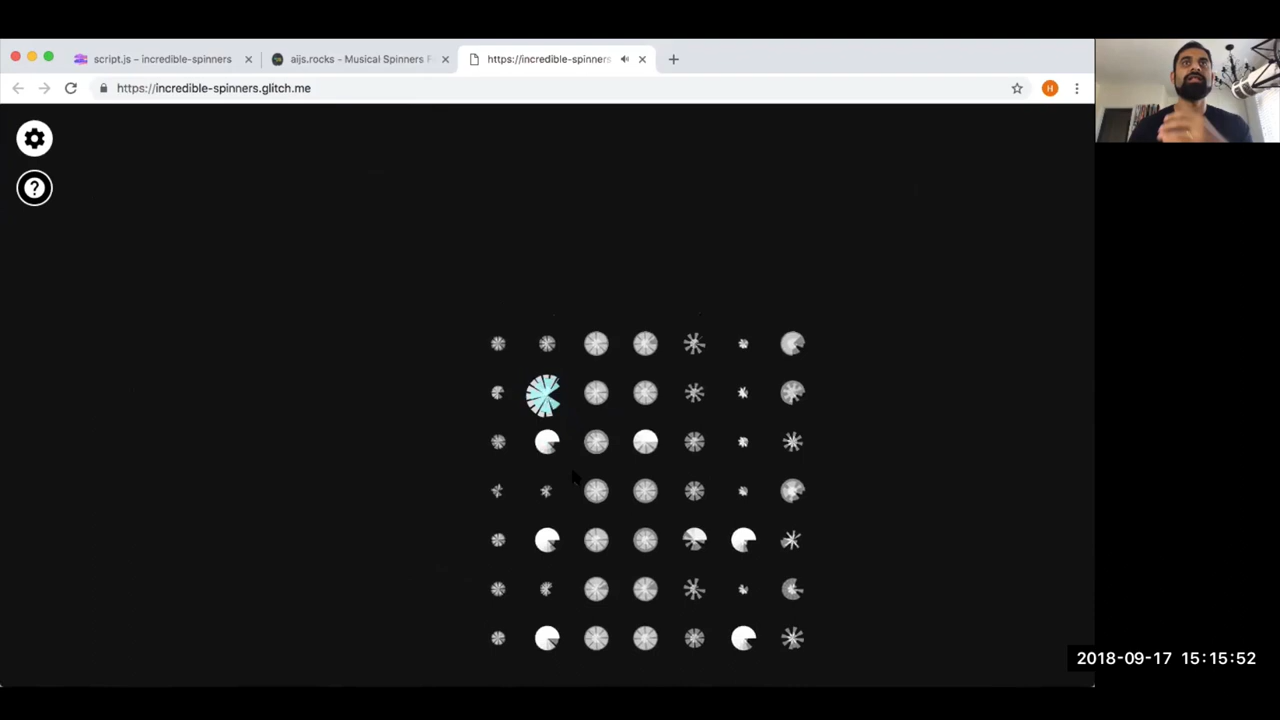 script.js – incredible-spinners
aijs.rocks - Musical Spinners F
https://incredible-spinners
https://incredible-spinners.glitch.me
H
?
2018-09-17 15:15:52